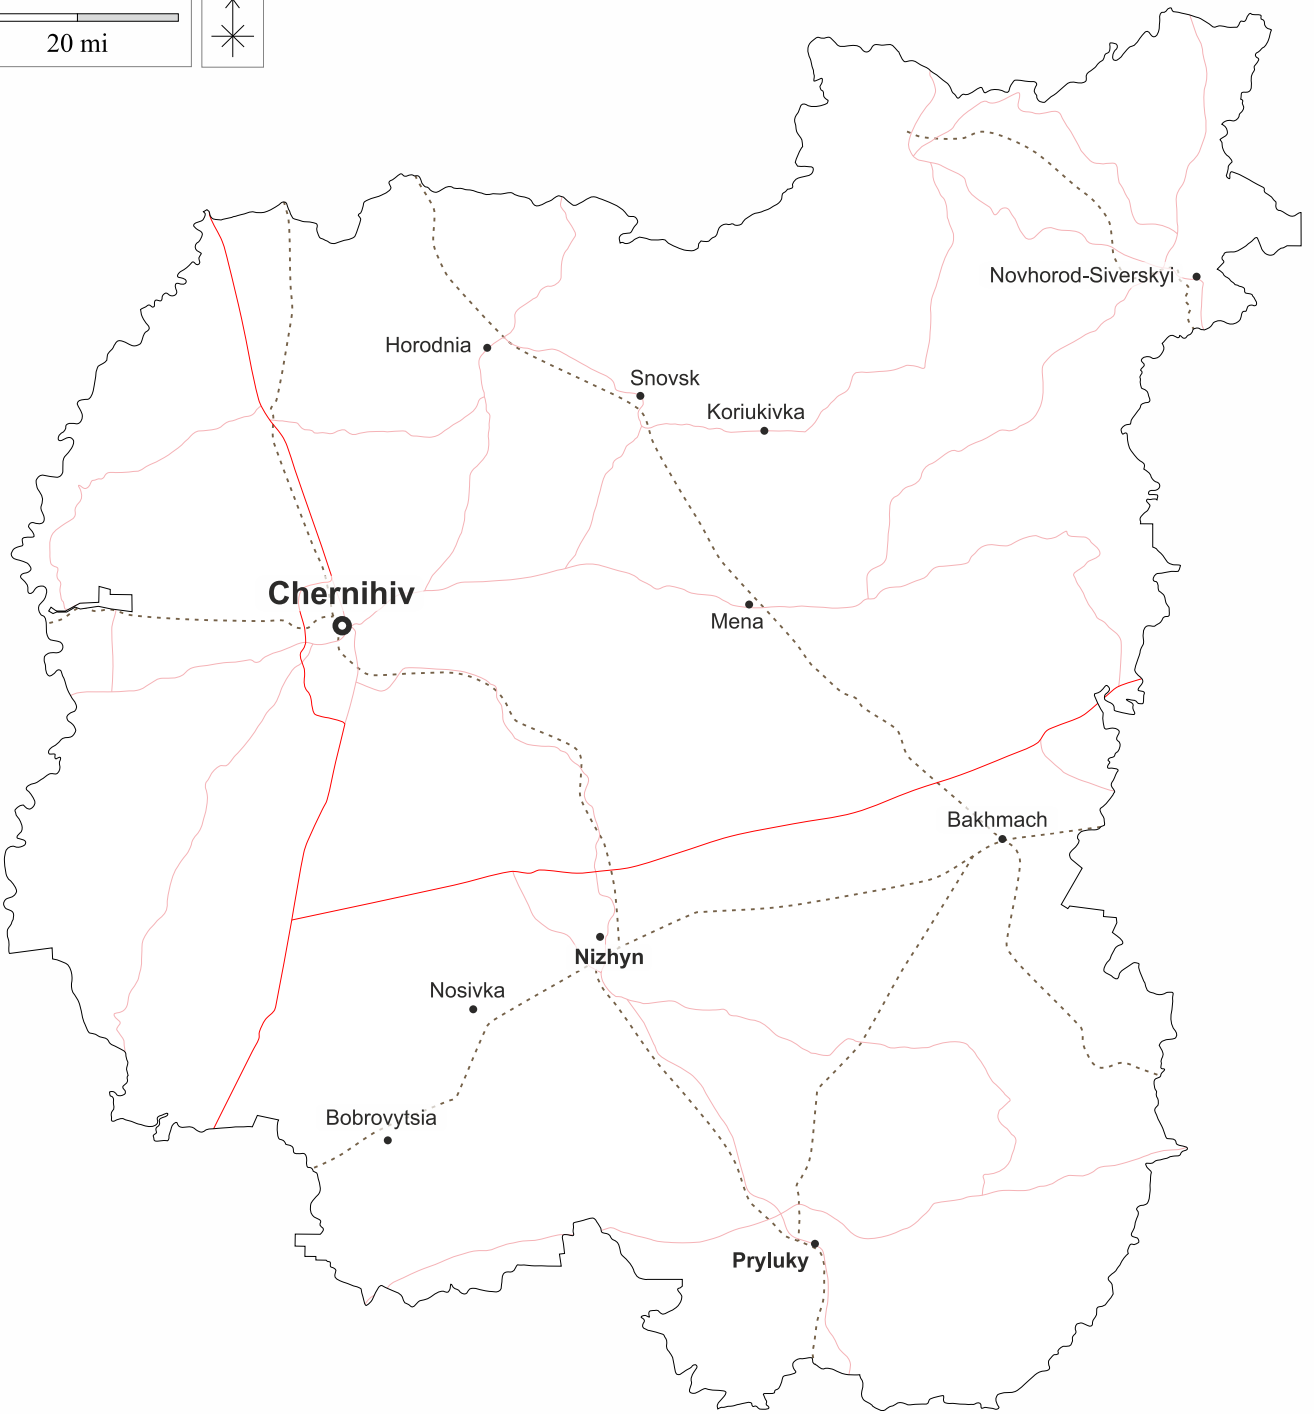 20 mi
Novhorod-Siverskyi
Horodnia
Snovsk
Koriukivka
Chernihiv
Mena
Bakhmach
Nizhyn
Nosivka
Bobrovytsia
Pryluky